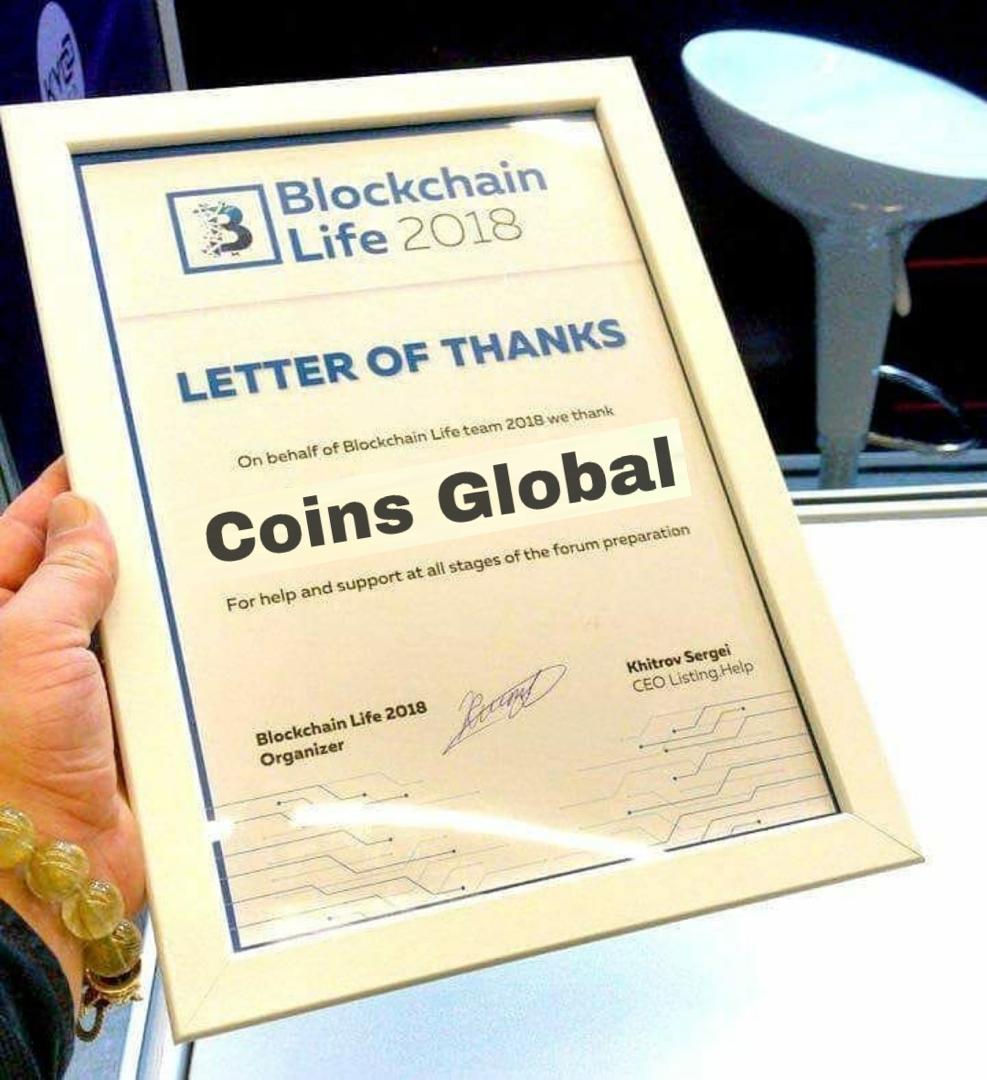 Blockchain
Life 2018
LETTER OF THANKS
On behalf of Blockchain Life team 2018 we thank
Coins Global
For help and support at all stages of the forum preparation
Blockchain Life 2018
Organizer
Khitrov Sergei
CEO Listing.Help